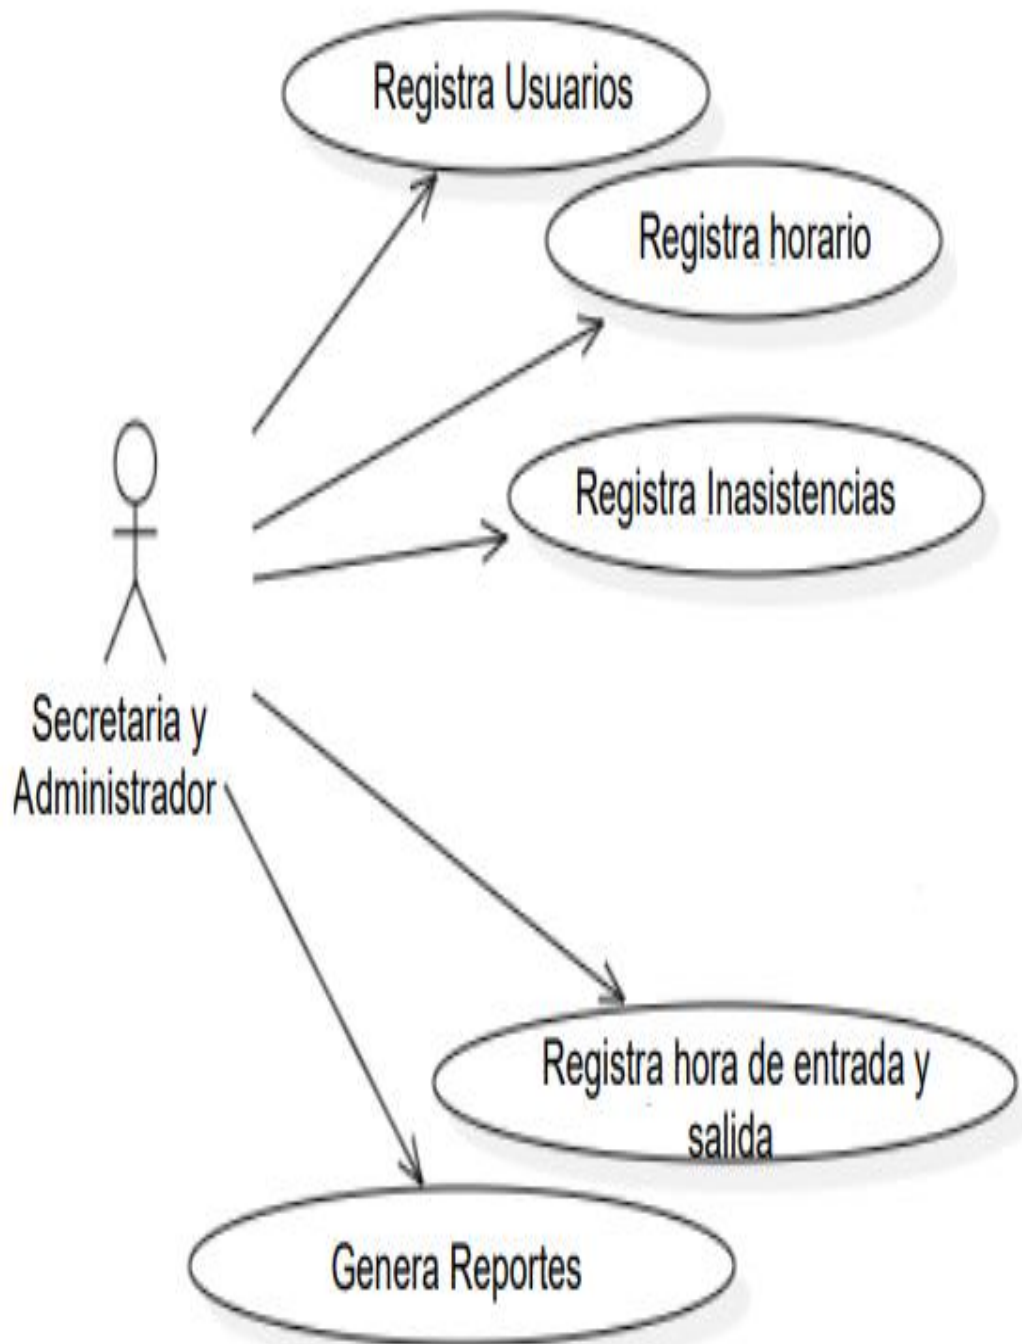 Registra Usuarios
Registra horario
Registra Inasistencias
Secretaria y
Administrador
Registra hora de entrada y
salida
Genera Reportes